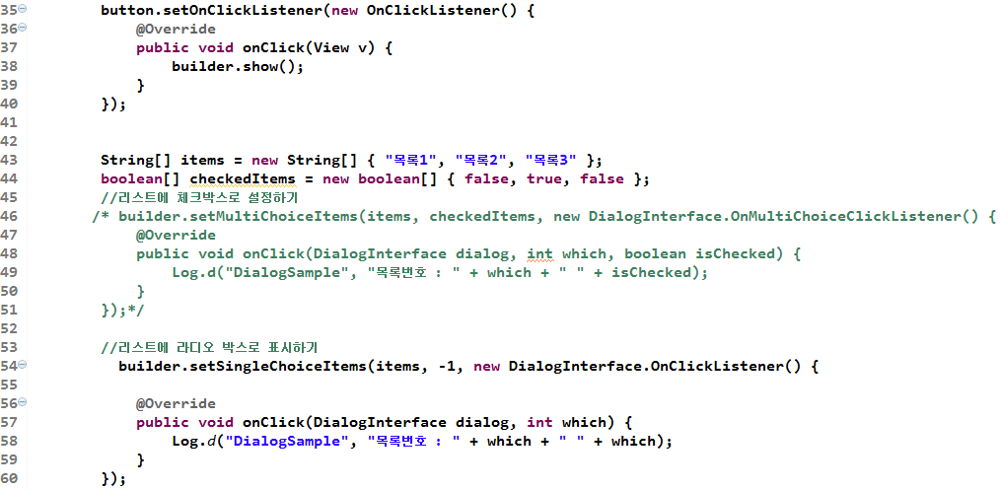 35 button.setOnClickListener(new OnClickListener() {
36 @Override
37 public void onClick(View v) {
38 builder.show();
39 }
40 });
41
42
43 String[] items = new String[] { "목록1", "목록2", "목록3" };
44 boolean[] checkedItems = new boolean[] { false, true, false };
45 //리스트에 체크박스로 설정하기
46 /* builder.setMultiChoiceItems(items, checkedItems, new DialogInterface.OnMultiChoiceClickListener() {
47 @Override
48 public void onClick(DialogInterface dialog, int which, boolean isChecked) {
49 Log.d("DialogSample", "목록번호 : " + which + " " + isChecked);
50 }
51 });*/
52
53 //리스트에 라디오 박스로 표시하기
54 builder.setSingleChoiceItems(items, -1, new DialogInterface.OnClickListener() {
55
56 @Override
57 public void onClick(DialogInterface dialog, int which) {
58 Log.d("DialogSample", "목록번호 : " + which + " " + which);
59 }
60 });